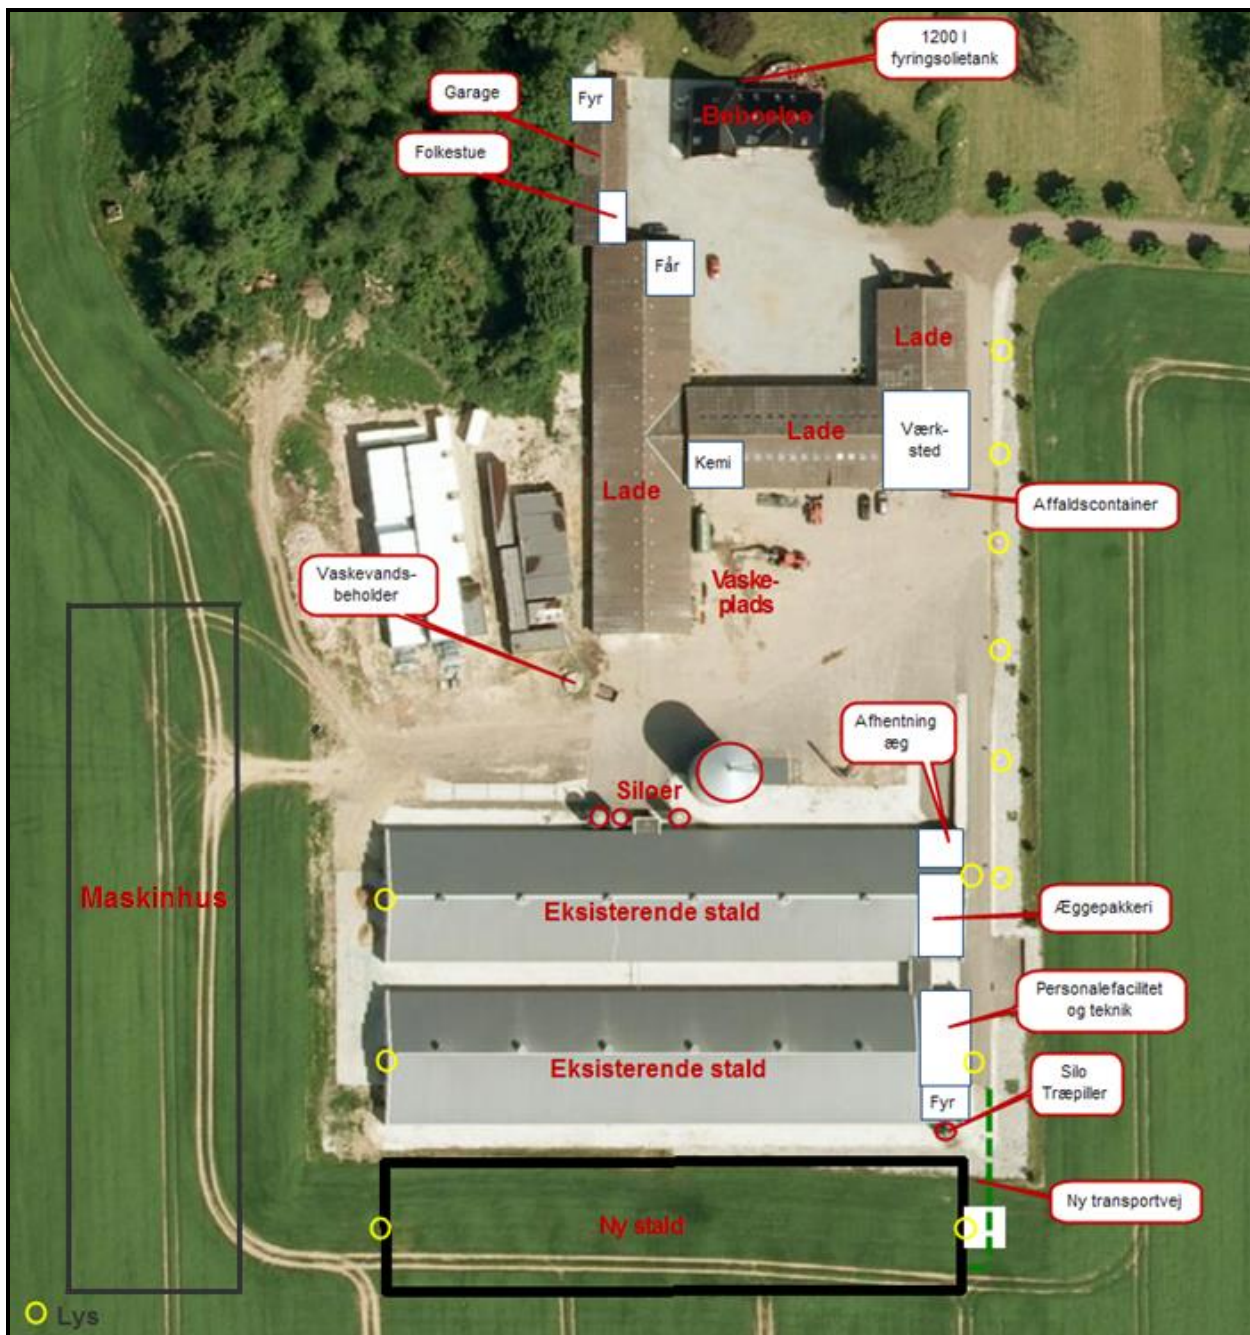 1200 l
fyringsolietank
Garage
Fyr
Beboelse
Folkestue
Får
Lade
Lade
Værk-
sted
Kemi
Lade
Affaldscontainer
Vaskevands-
beholder
Vaske-
plads
Afhentning
æg
Siloer
Maskinhus
Eksisterende stald
Æggepakkeri
Personalefacilitet
og teknik
Eksisterende stald
Silo
Træpiller
Fyr
Ny transportvej
Ny stald
Lys